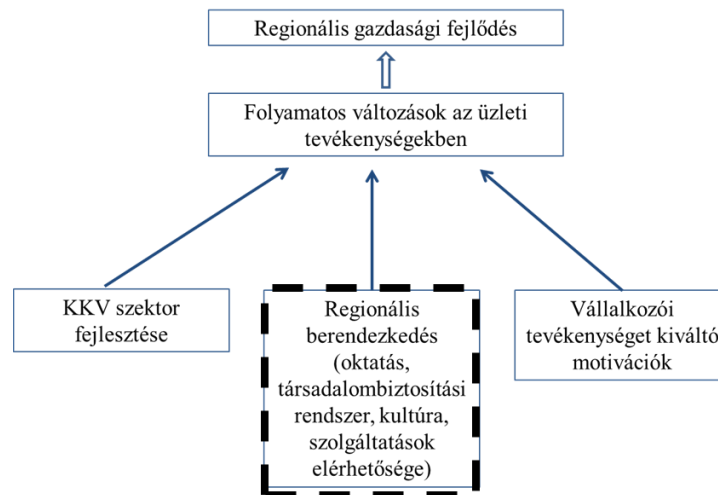 Regionális gazdasági fejlődés
Folyamatos változások az üzleti
tevékenységekben
KKV szektor
fejlesztése
Regionális
berendezkedés
(oktatás,
társadalombiztosítási
rendszer, kultúra,
szolgáltatások
elérhetősége)
Vállalkozói
tevékenységet kiváltó
motivációk